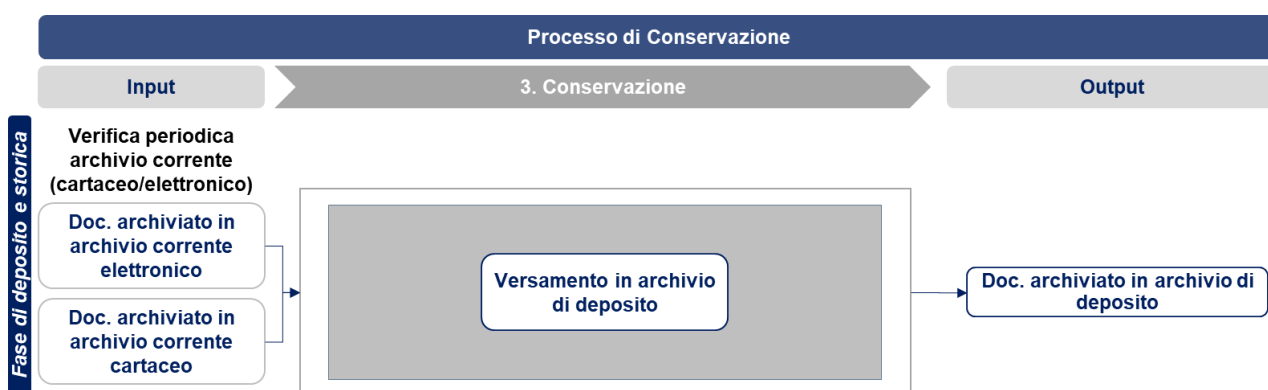 Processo di Conservazione
Input
3. Conservazione
Output
Fase di deposito e storica
Verifica periodica
archivio corrente
(cartaceo/elettronico)
Doc. archiviato in
archivio corrente
elettronico
Doc. archiviato in
archivio corrente
cartaceo
Versamento in archivio
di deposito
Doc. archiviato in archivio di
deposito